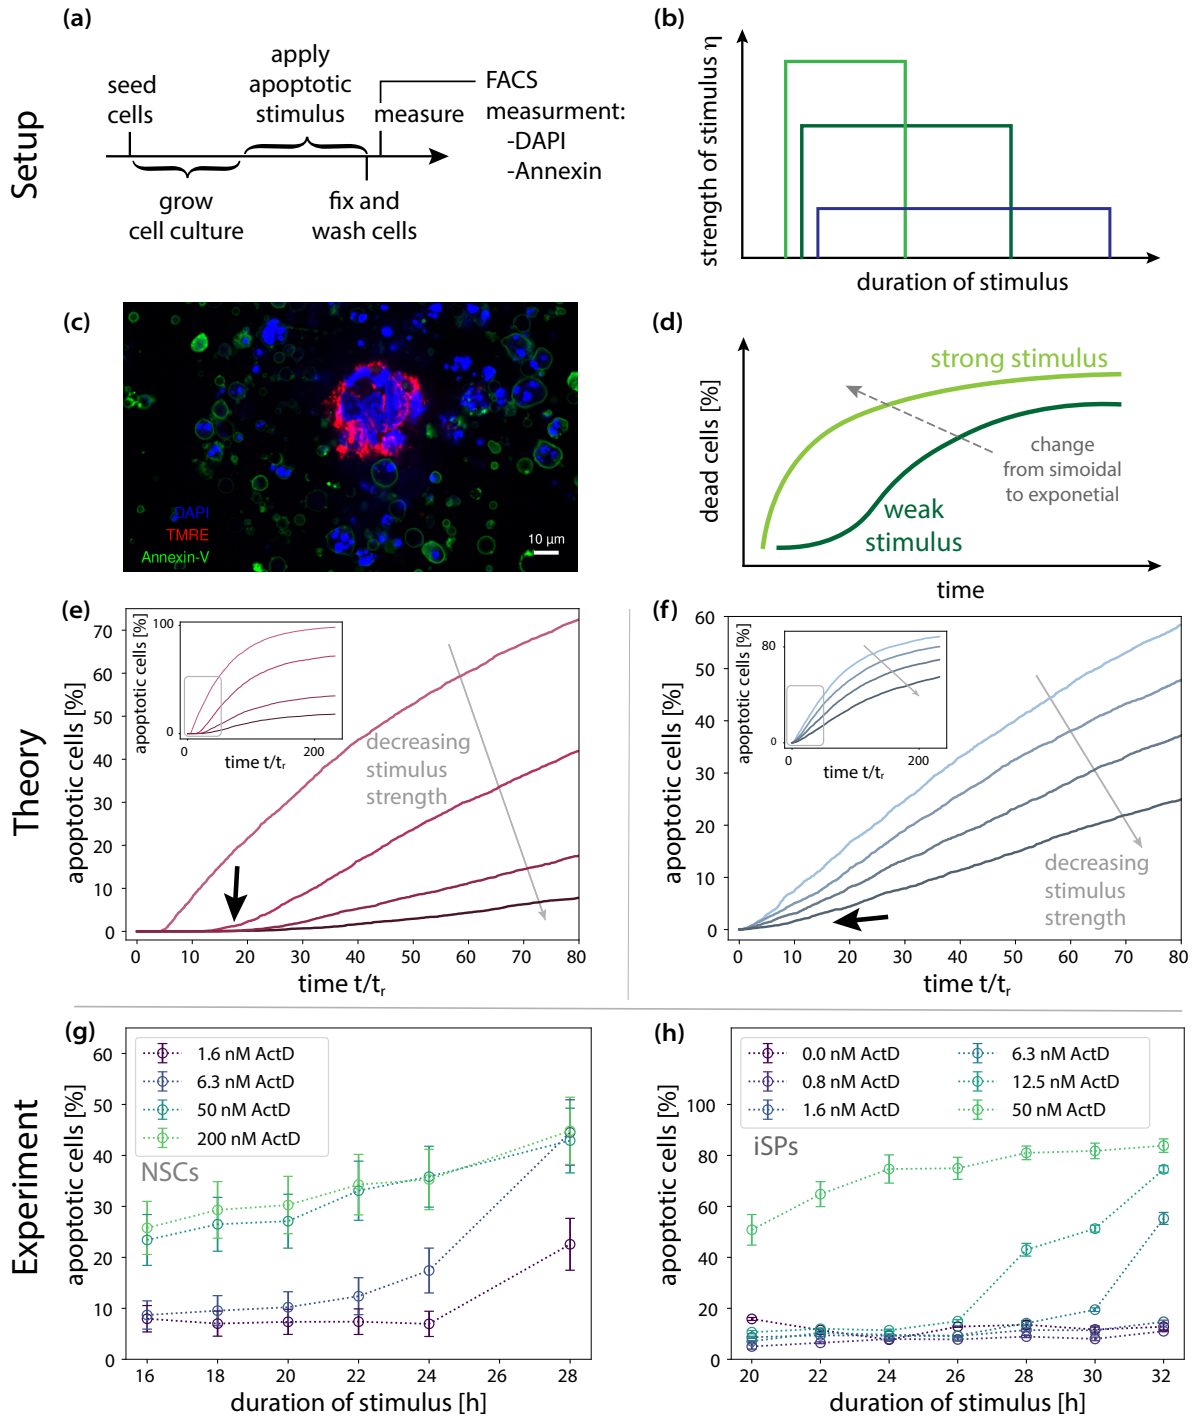 Setup
(a)
seed
cells
apply
apoptotic
stimulus
FACS
measurment:
-DAPI
-Annexin
measure
grow
cell culture
fix and
wash cells
(b)
strength of stimulus η
duration of stimulus
(c)
DAPI
TMRE
Annexin-V
10 µm
(d)
dead cells [%]
strong stimulus
change
from simoidal
to exponetial
weak
stimulus
time
Theory
(e)
apoptotic cells [%]
70
60
50
40
30
20
10
0
apoptotic cells [%]
100
0
0 200
time t/tr
decreasing
stimulus
strength
0 10 20 30 40 50 60 70 80
time t/tr
(f)
apoptotic cells [%]
60
50
40
30
20
10
0
apoptotic cells [%]
80
0
0 200
time t/tr
decreasing
stimulus
strength
0 10 20 30 40 50 60 70 80
time t/tr
Experiment
(g)
apoptotic cells [%]
60
50
40
30
20
10
0
1.6 nM ActD
6.3 nM ActD
50 nM ActD
200 nM ActD
NSCs
16 18 20 22 24 26 28
duration of stimulus [h]
(h)
apoptotic cells [%]
100
80
60
40
20
0
0.0 nM ActD
0.8 nM ActD
1.6 nM ActD
6.3 nM ActD
12.5 nM ActD
50 nM ActD
iSPs
20 22 24 26 28 30 32
duration of stimulus [h]